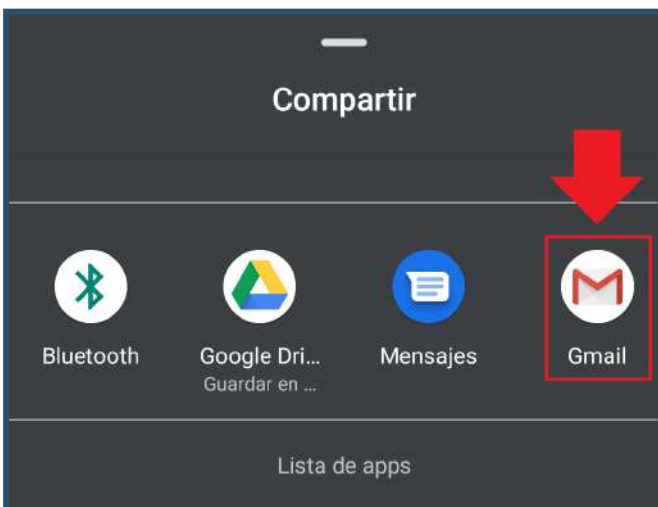 Compartir
Bluetooth
Google Dri...
Mensajes
Gmail
Guardar en ...
Lista de apps